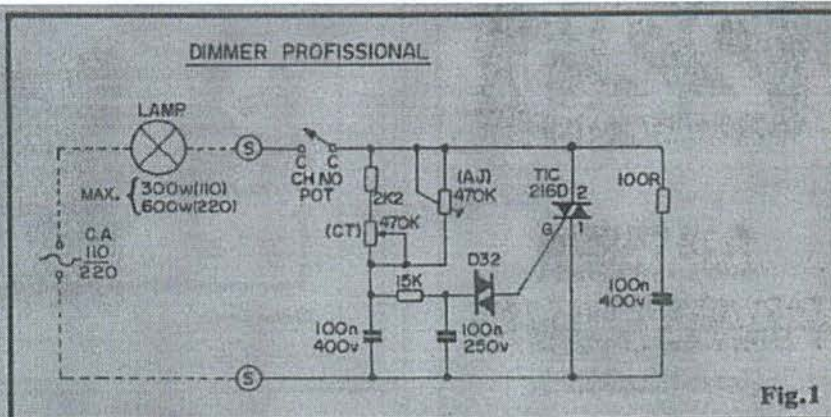 DIMMER PROFISSIONAL
LAMP.
MAX. { 300w(110)
600w(220)
C.A.
110
220
S
C C
CH.NO
POT
2K2
(CT) 470K
(AJ)
470K
TIC
216D
2
G
1
100R
D32
15K
100n
400v
100n
250v
100n
400v
S
Fig.1